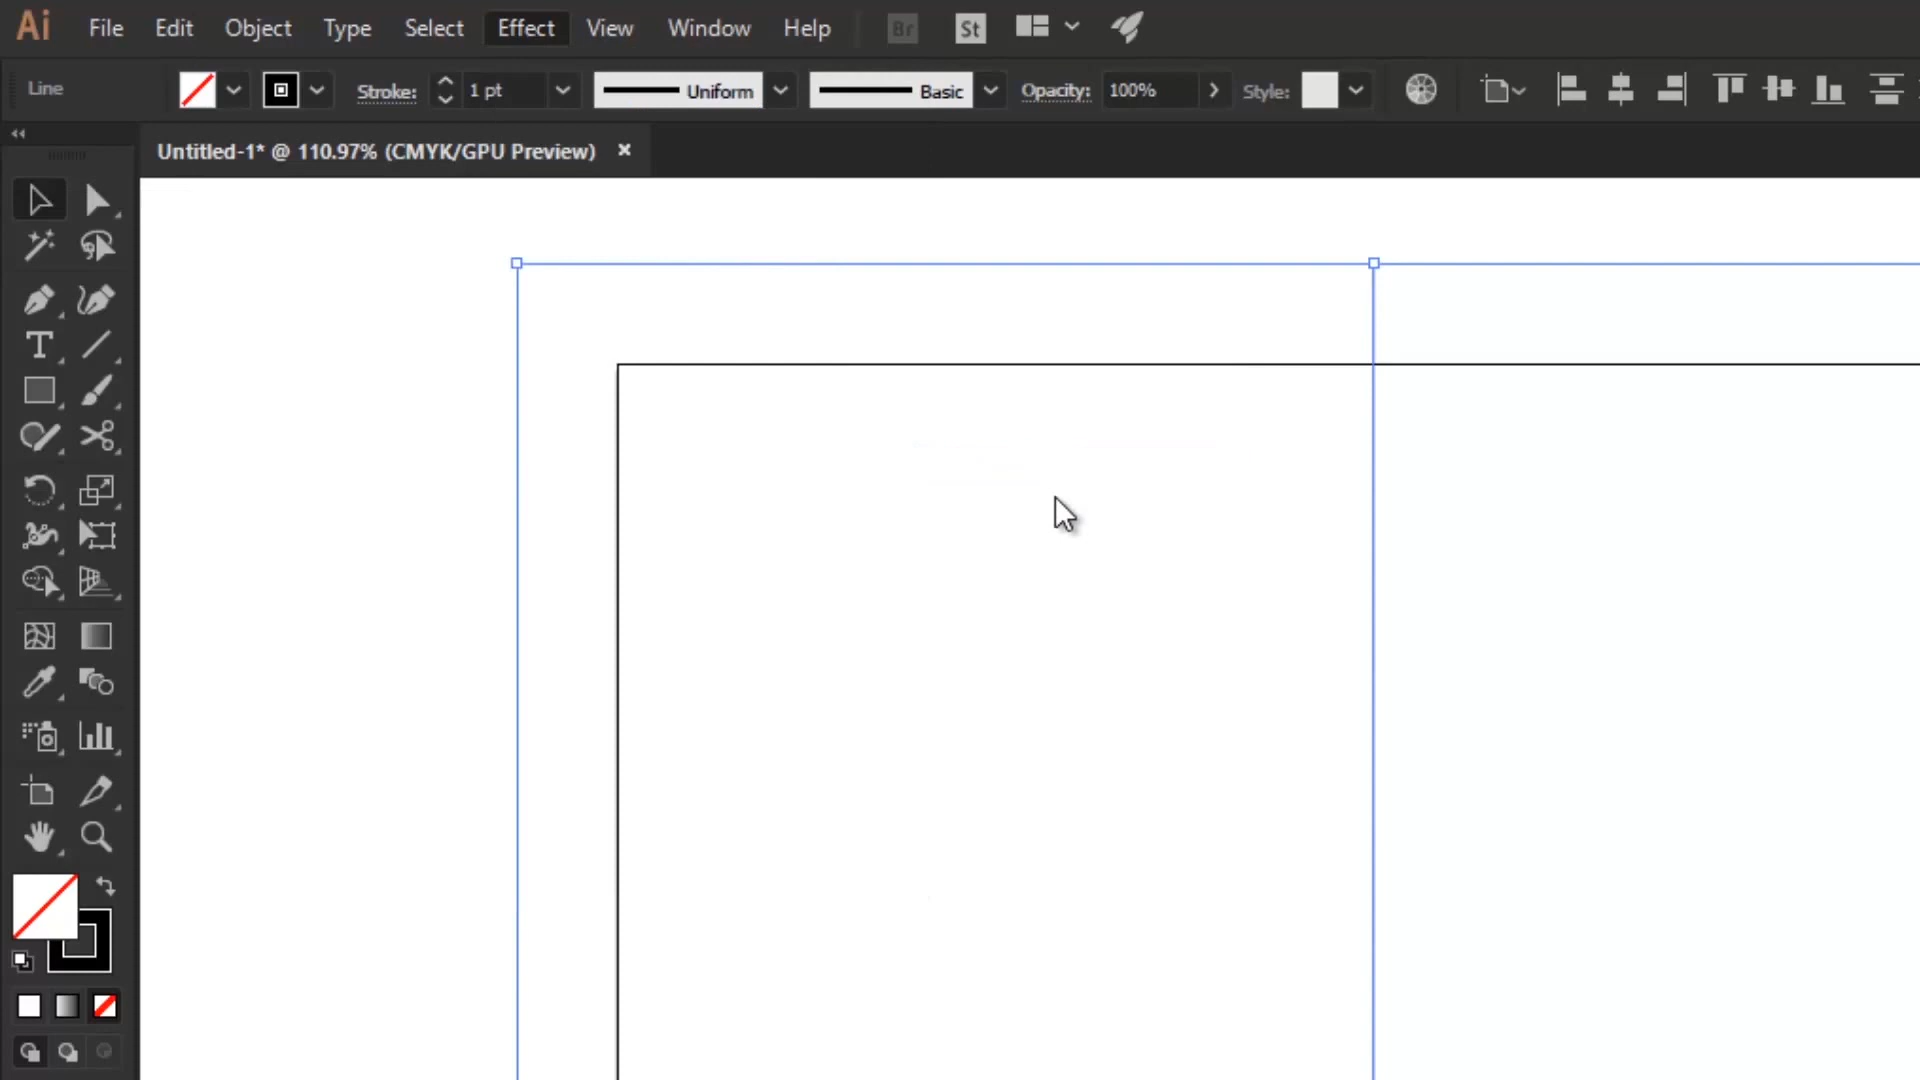 Ai File Edit Object Type Select Effect View Window Help Br St
Line Stroke: 1 pt Uniform Basic Opacity: 100% Style:
Untitled-1* @ 110.97% (CMYK/GPU Preview) ×
T